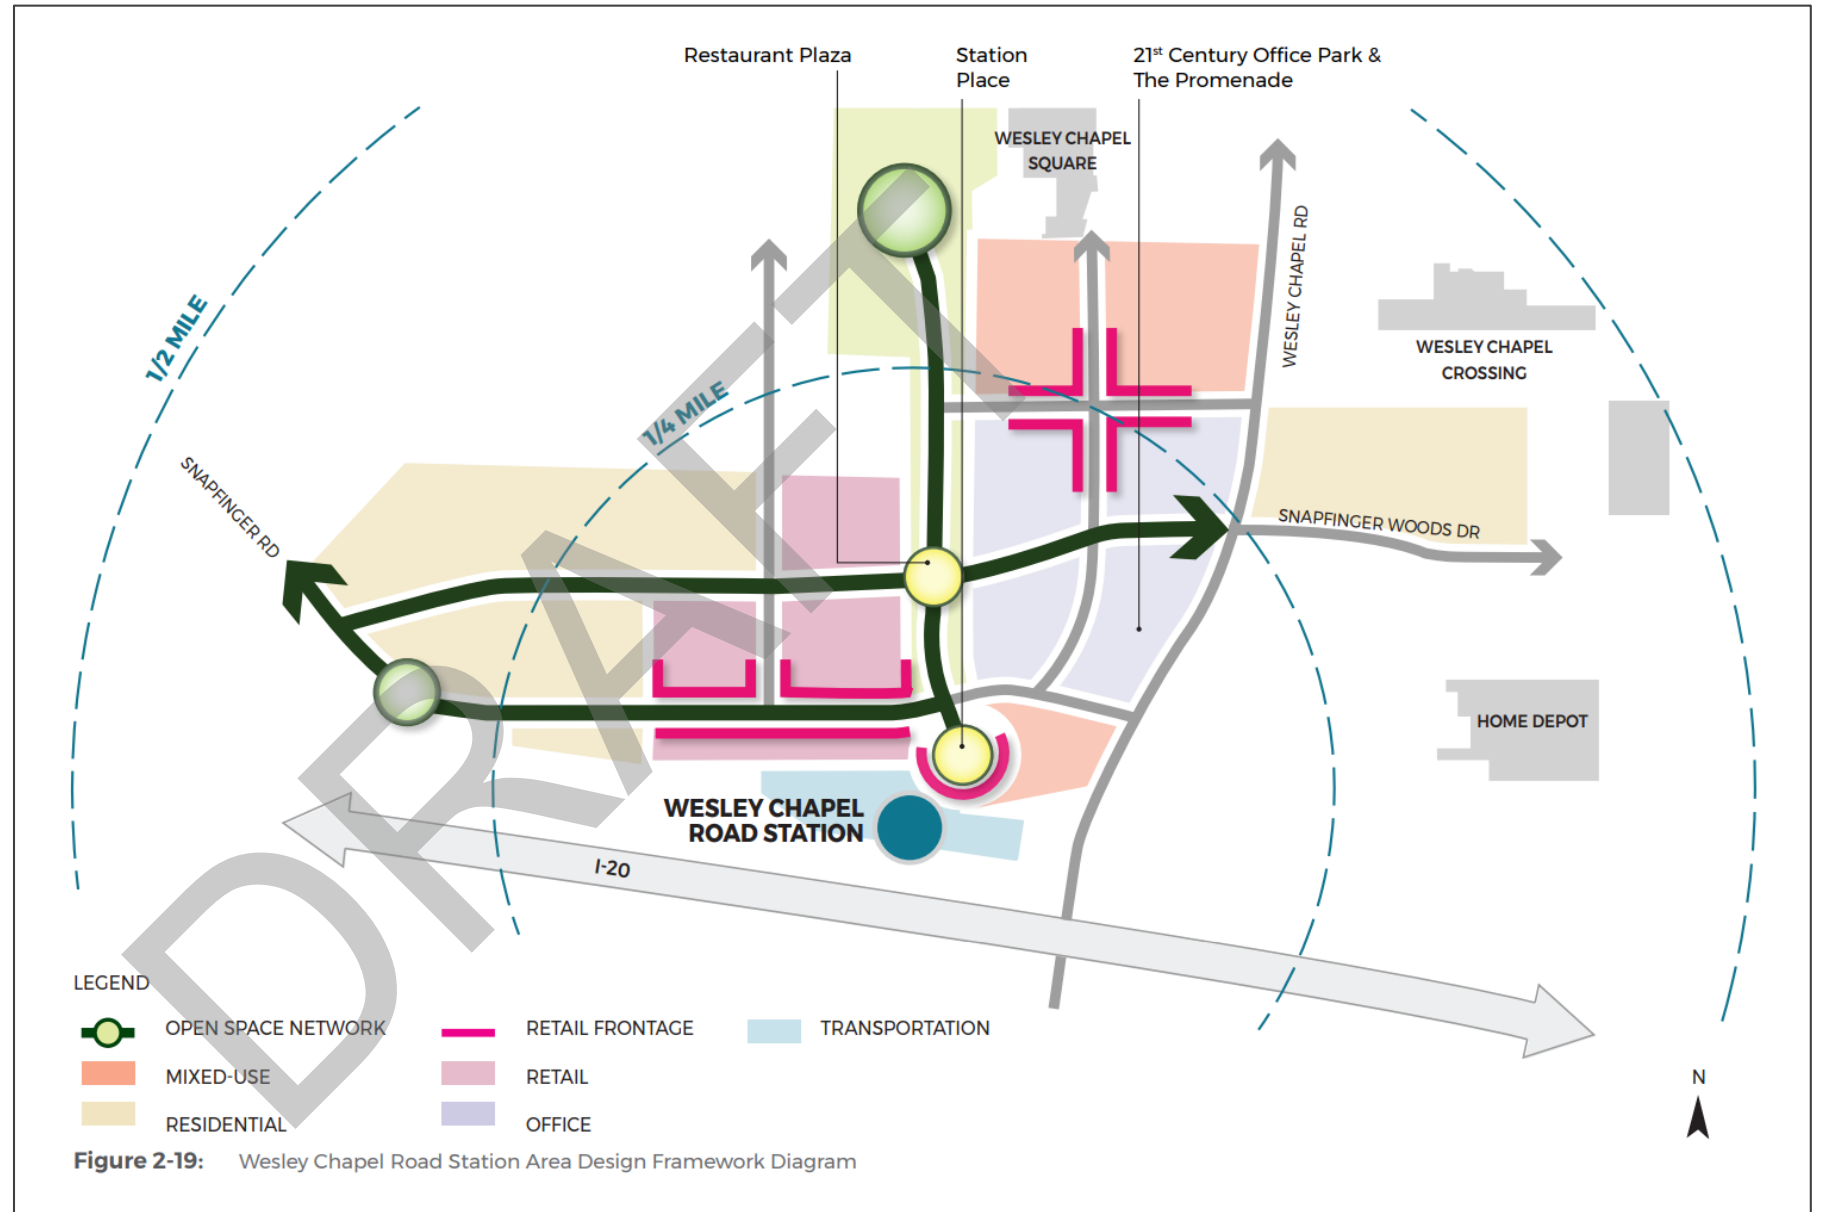 Restaurant Plaza
Station
Place
21st Century Office Park &
The Promenade
WESLEY CHAPEL
SQUARE
WESLEY CHAPEL RD
1/2 MILE
WESLEY CHAPEL
CROSSING
1/4 MILE
SNAPFINGER RD
SNAPFINGER WOODS DR
HOME DEPOT
WESLEY CHAPEL
ROAD STATION
I-20
DRAFT
LEGEND
OPEN SPACE NETWORK
RETAIL FRONTAGE
TRANSPORTATION
MIXED-USE
RETAIL
RESIDENTIAL
OFFICE
N
Figure 2-19: Wesley Chapel Road Station Area Design Framework Diagram